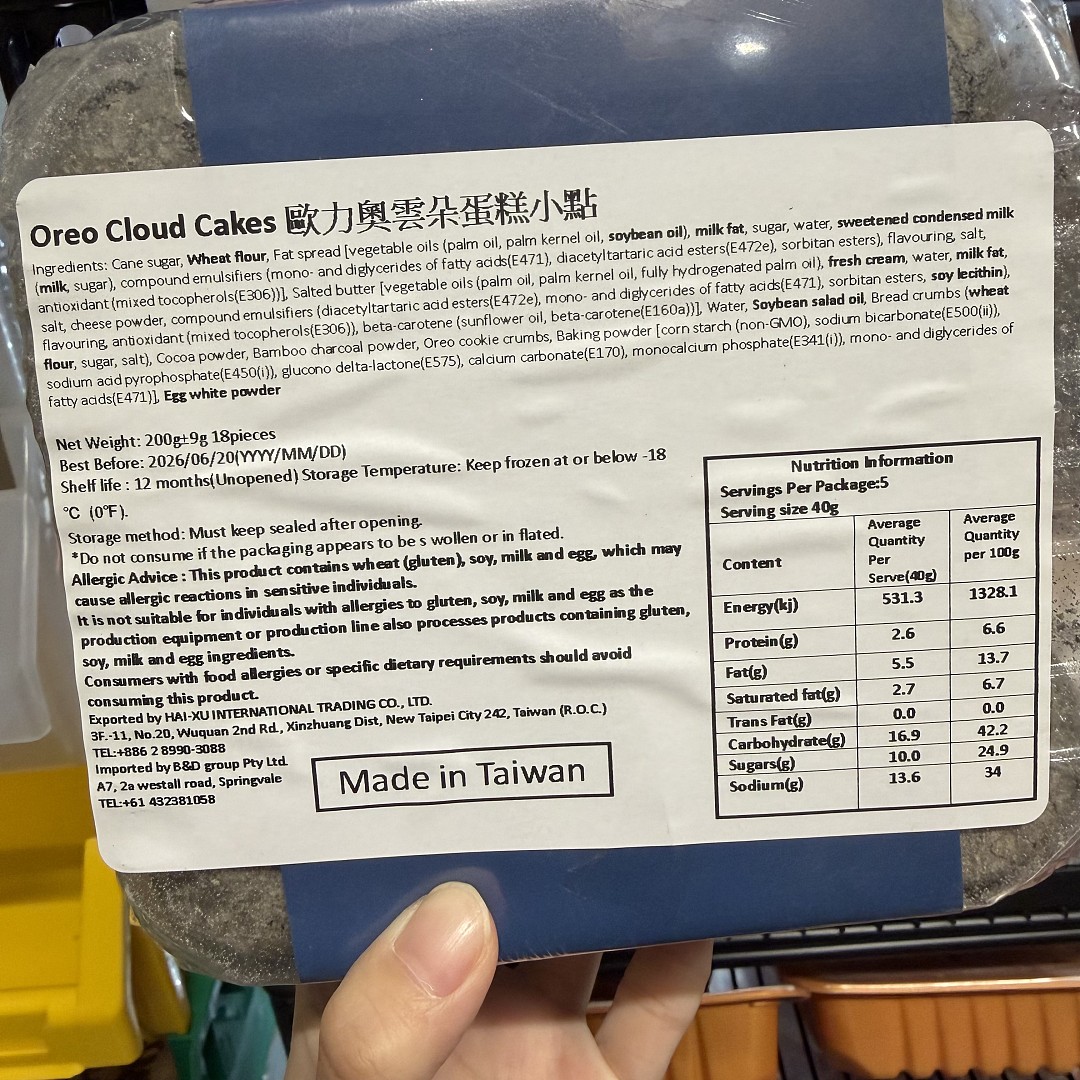 Oreo Cloud Cakes 歐力奧雲朵蛋糕小點
Ingredients: Cane sugar, Wheat flour, Fat spread [vegetable oils (palm oil, palm kernel oil, soybean oil), milk fat, sugar, water, sweetened condensed milk
(milk, sugar), compound emulsifiers (mono- and diglycerides of fatty acids(E471), diacetyltartaric acid esters(E472e), sorbitan esters), flavouring, salt,
antioxidant (mixed tocopherols(E306))], Salted butter [vegetable oils (palm oil, palm kernel oil, fully hydrogenated palm oil), fresh cream, water, milk fat,
salt, cheese powder, compound emulsifiers (diacetyltartaric acid esters(E472e), mono- and diglycerides of fatty acids(E471), sorbitan esters, soy lecithin),
flavouring, antioxidant (mixed tocopherols(E306)), beta-carotene (sunflower oil, beta-carotene(E160a))], Water, Soybean salad oil, Bread crumbs (wheat
flour, sugar, salt), Cocoa powder, Bamboo charcoal powder, Oreo cookie crumbs, Baking powder [corn starch (non-GMO), sodium bicarbonate(E500(ii)),
sodium acid pyrophosphate(E450(i)), glucono delta-lactone(E575), calcium carbonate(E170), monocalcium phosphate(E341(i)), mono- and diglycerides of
fatty acids(E471)], Egg white powder
Net Weight: 200g±9g 18pieces
Best Before: 2026/06/20(YYYY/MM/DD)
Shelf life : 12 months(Unopened) Storage Temperature: Keep frozen at or below -18
℃ (0℉).
Storage method: Must keep sealed after opening.
*Do not consume if the packaging appears to be s wollen or in flated.
Allergic Advice : This product contains wheat (gluten), soy, milk and egg, which may
cause allergic reactions in sensitive individuals.
It is not suitable for individuals with allergies to gluten, soy, milk and egg as the
production equipment or production line also processes products containing gluten,
soy, milk and egg ingredients.
Consumers with food allergies or specific dietary requirements should avoid
consuming this product.
Exported by HAI-XU INTERNATIONAL TRADING CO., LTD.
3F.-11, No.20, Wuquan 2nd Rd., Xinzhuang Dist, New Taipei City 242, Taiwan (R.O.C.)
TEL:+886 2 8990-3088
Imported by B&D group Pty Ltd.
A7, 2a westall road, Springvale
TEL:+61 432381058
Made in Taiwan
Nutrition Information
Servings Per Package:5
Serving size 40g
Content Average Quantity Per Serve(40g) Average Quantity per 100g
Energy(kj) 531.3 1328.1
Protein(g) 2.6 6.6
Fat(g) 5.5 13.7
Saturated fat(g) 2.7 6.7
Trans Fat(g) 0.0 0.0
Carbohydrate(g) 16.9 42.2
Sugars(g) 10.0 24.9
Sodium(g) 13.6 34